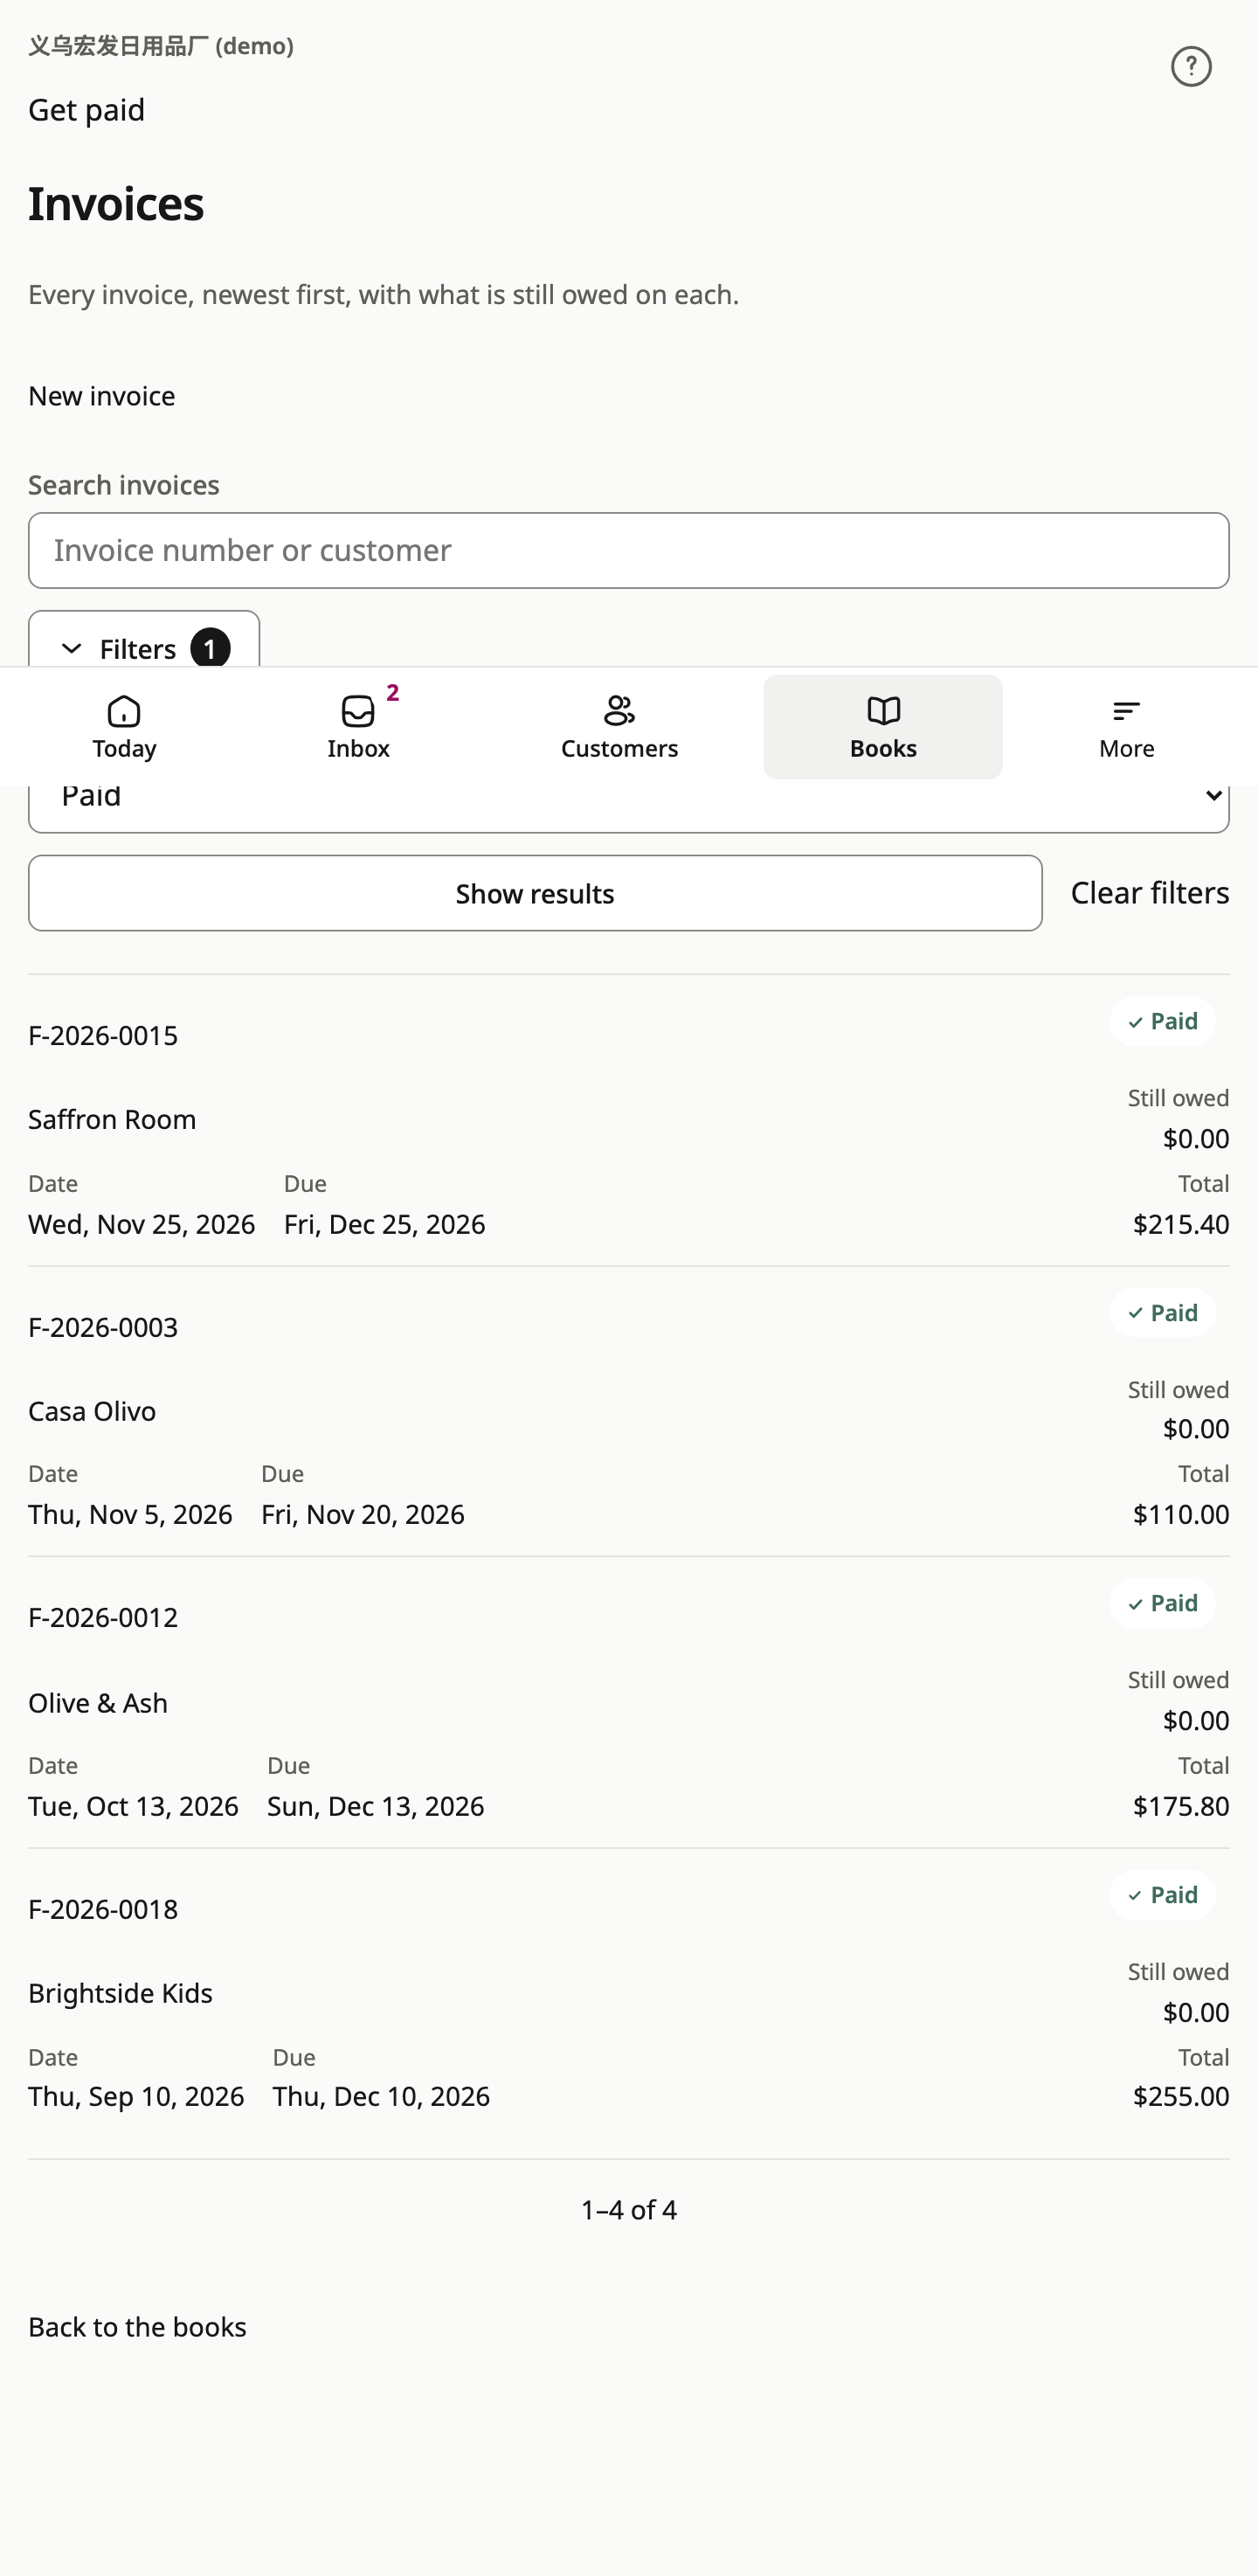 义乌宏发日用品厂 (demo)
?
Get paid
Invoices
Every invoice, newest first, with what is still owed on each.
New invoice
Search invoices
Invoice number or customer
Filters 1
Today
Inbox 2
Customers
Books
More
Paid
Show results
Clear filters
F-2026-0015
Paid
Saffron Room
Still owed
$0.00
Date Due Total
Wed, Nov 25, 2026 Fri, Dec 25, 2026 $215.40
F-2026-0003
Paid
Casa Olivo
Still owed
$0.00
Date Due Total
Thu, Nov 5, 2026 Fri, Nov 20, 2026 $110.00
F-2026-0012
Paid
Olive & Ash
Still owed
$0.00
Date Due Total
Tue, Oct 13, 2026 Sun, Dec 13, 2026 $175.80
F-2026-0018
Paid
Brightside Kids
Still owed
$0.00
Date Due Total
Thu, Sep 10, 2026 Thu, Dec 10, 2026 $255.00
1–4 of 4
Back to the books